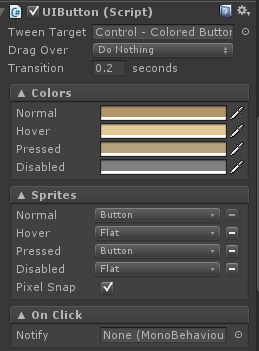 UIButton (Script)
Tween Target Control - Colored Button
Drag Over Do Nothing
Transition 0.2 seconds
Colors
Normal
Hover
Pressed
Disabled
Sprites
Normal Button
Hover Flat
Pressed Button
Disabled Flat
Pixel Snap
On Click
Notify None (MonoBehaviou